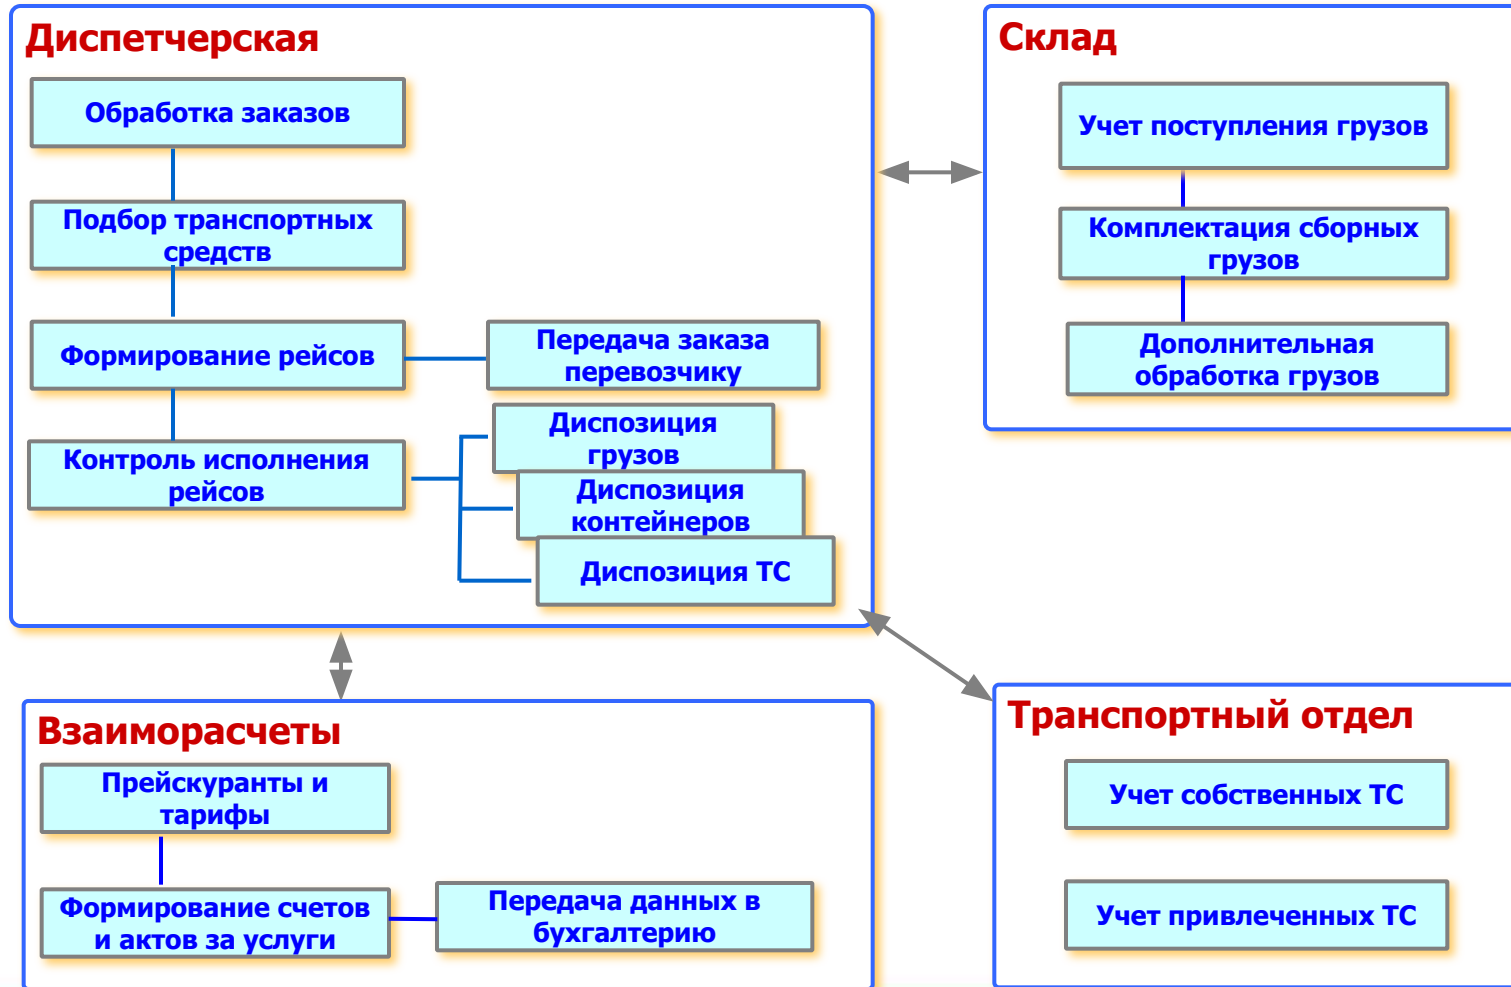 Диспетчерская
Обработка заказов
Подбор транспортных
средств
Формирование рейсов
Передача заказа
перевозчику
Контроль исполнения
рейсов
Диспозиция
грузов
Диспозиция
контейнеров
Диспозиция ТС
Склад
Учет поступления грузов
Комплектация сборных
грузов
Дополнительная
обработка грузов
Взаиморасчеты
Прейскуранты и
тарифы
Формирование счетов
и актов за услуги
Передача данных в
бухгалтерию
Транспортный отдел
Учет собственных ТС
Учет привлеченных ТС